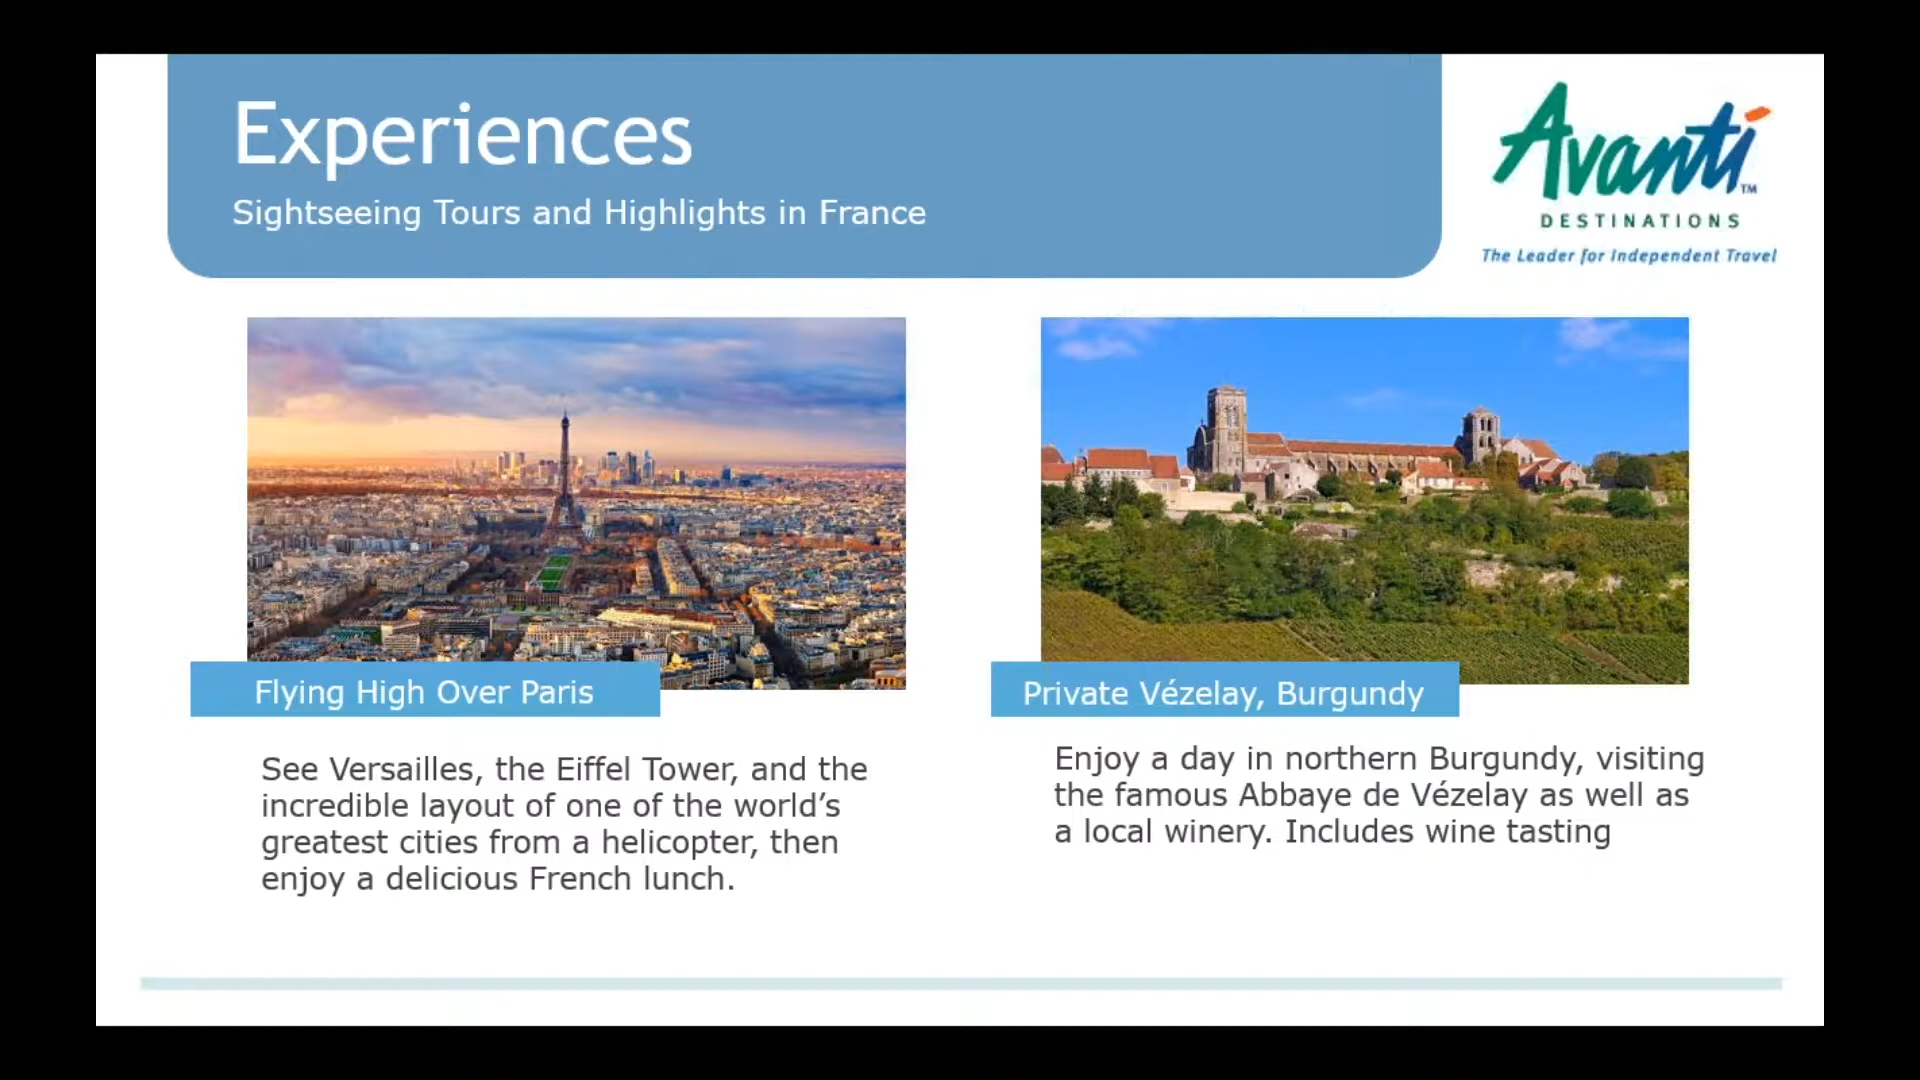 Experiences
Sightseeing Tours and Highlights in France
Avanti™
DESTINATIONS
The Leader for Independent Travel
Flying High Over Paris
See Versailles, the Eiffel Tower, and the
incredible layout of one of the world’s
greatest cities from a helicopter, then
enjoy a delicious French lunch.
Private Vézelay, Burgundy
Enjoy a day in northern Burgundy, visiting
the famous Abbaye de Vézelay as well as
a local winery. Includes wine tasting